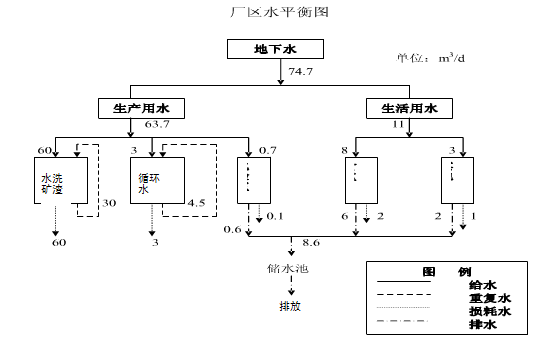 厂区水平衡图
地下水
单位：m³/d
74.7
生产用水
生活用水
63.7
11
60
3
0.7
8
3
水洗
矿渣
循环
水
30
4.5
0.1
6
2
2
1
0.6
60
3
8.6
储水池
排放
图 例
给水
重复水
损耗水
排水